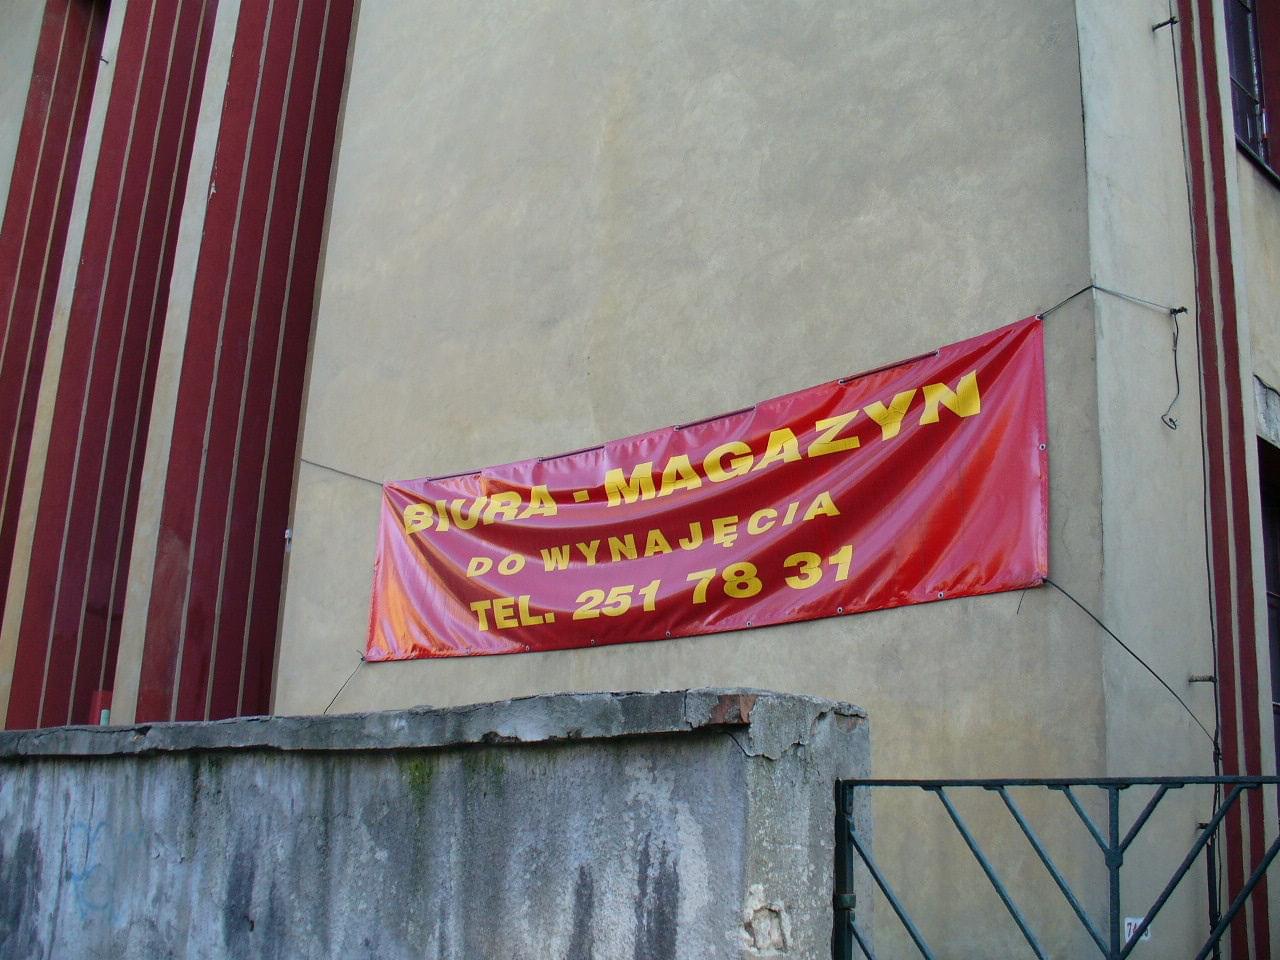 BIURA - MAGAZYN
DO WYNAJĘCIA
TEL. 251 78 31